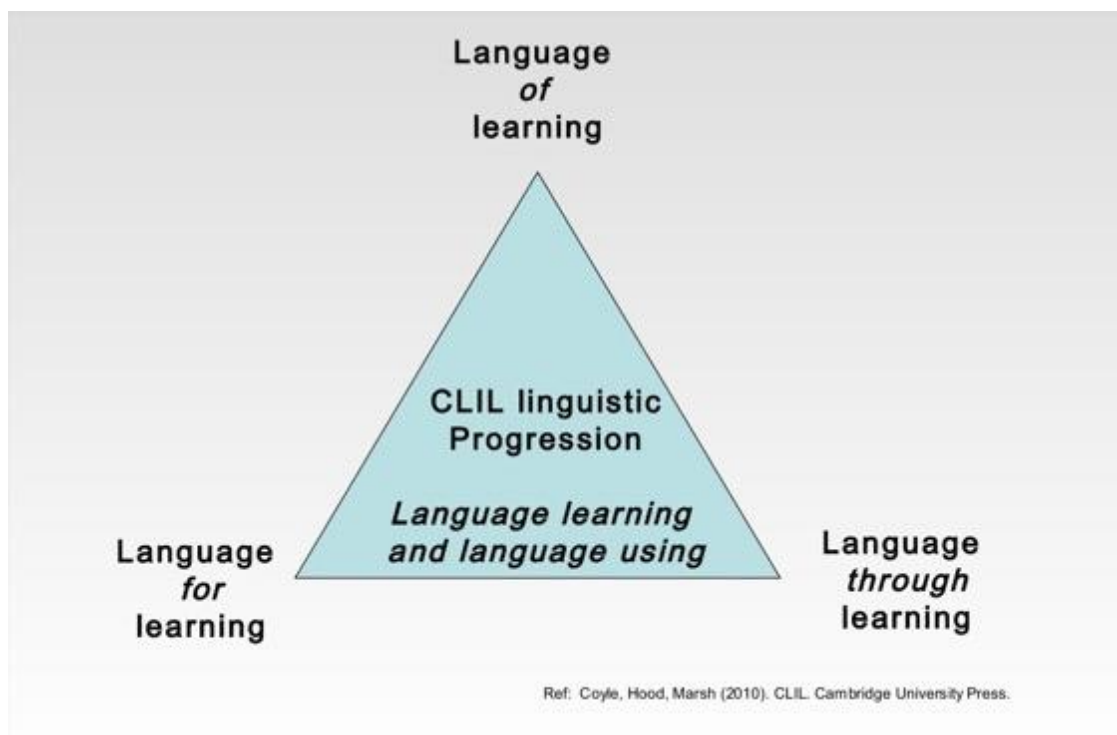 Language
of
learning
CLIL linguistic
Progression
Language learning
and language using
Language
for
learning
Language
through
learning
Ref: Coyle, Hood, Marsh (2010). CLIL. Cambridge University Press.